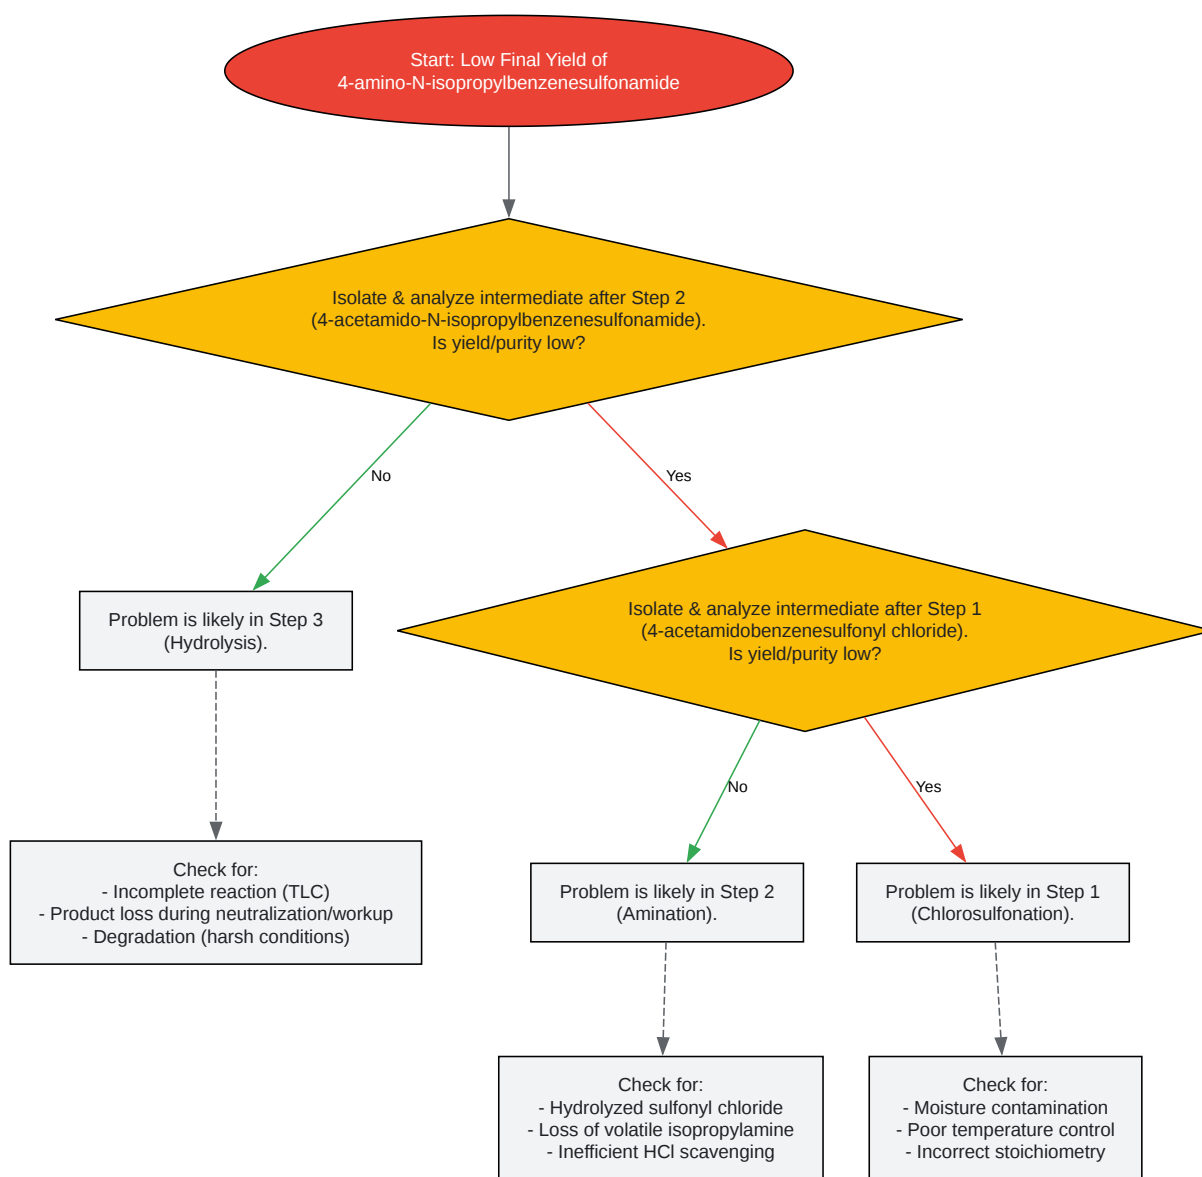 Start: Low Final Yield of
4-amino-N-isopropylbenzenesulfonamide
Isolate & analyze intermediate after Step 2
(4-acetamido-N-isopropylbenzenesulfonamide).
Is yield/purity low?
No
Yes
Problem is likely in Step 3
(Hydrolysis).
Isolate & analyze intermediate after Step 1
(4-acetamidobenzenesulfonyl chloride).
Is yield/purity low?
No
Yes
Check for:
- Incomplete reaction (TLC)
- Product loss during neutralization/workup
- Degradation (harsh conditions)
Problem is likely in Step 2
(Amination).
Problem is likely in Step 1
(Chlorosulfonation).
Check for:
- Hydrolyzed sulfonyl chloride
- Loss of volatile isopropylamine
- Inefficient HCl scavenging
Check for:
- Moisture contamination
- Poor temperature control
- Incorrect stoichiometry